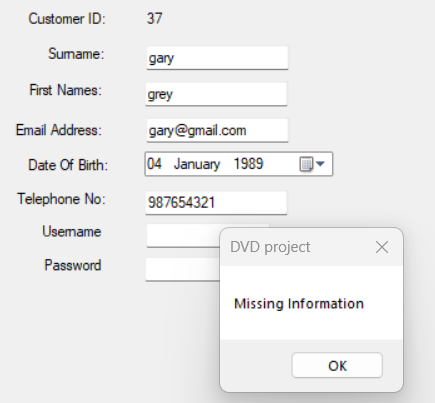 Customer ID: 37
Surname: gary
First Names: grey
Email Address: gary@gmail.com
Date Of Birth: 04 January 1989
Telephone No: 987654321
Username
Password
DVD project
Missing Information
OK